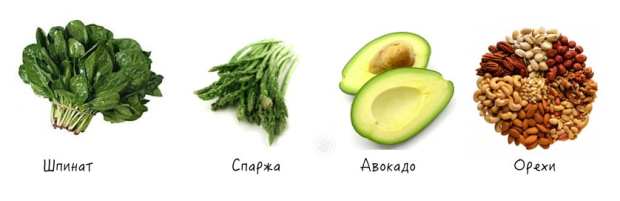 Шпинат
Спаржа
Авокадо
Орехи